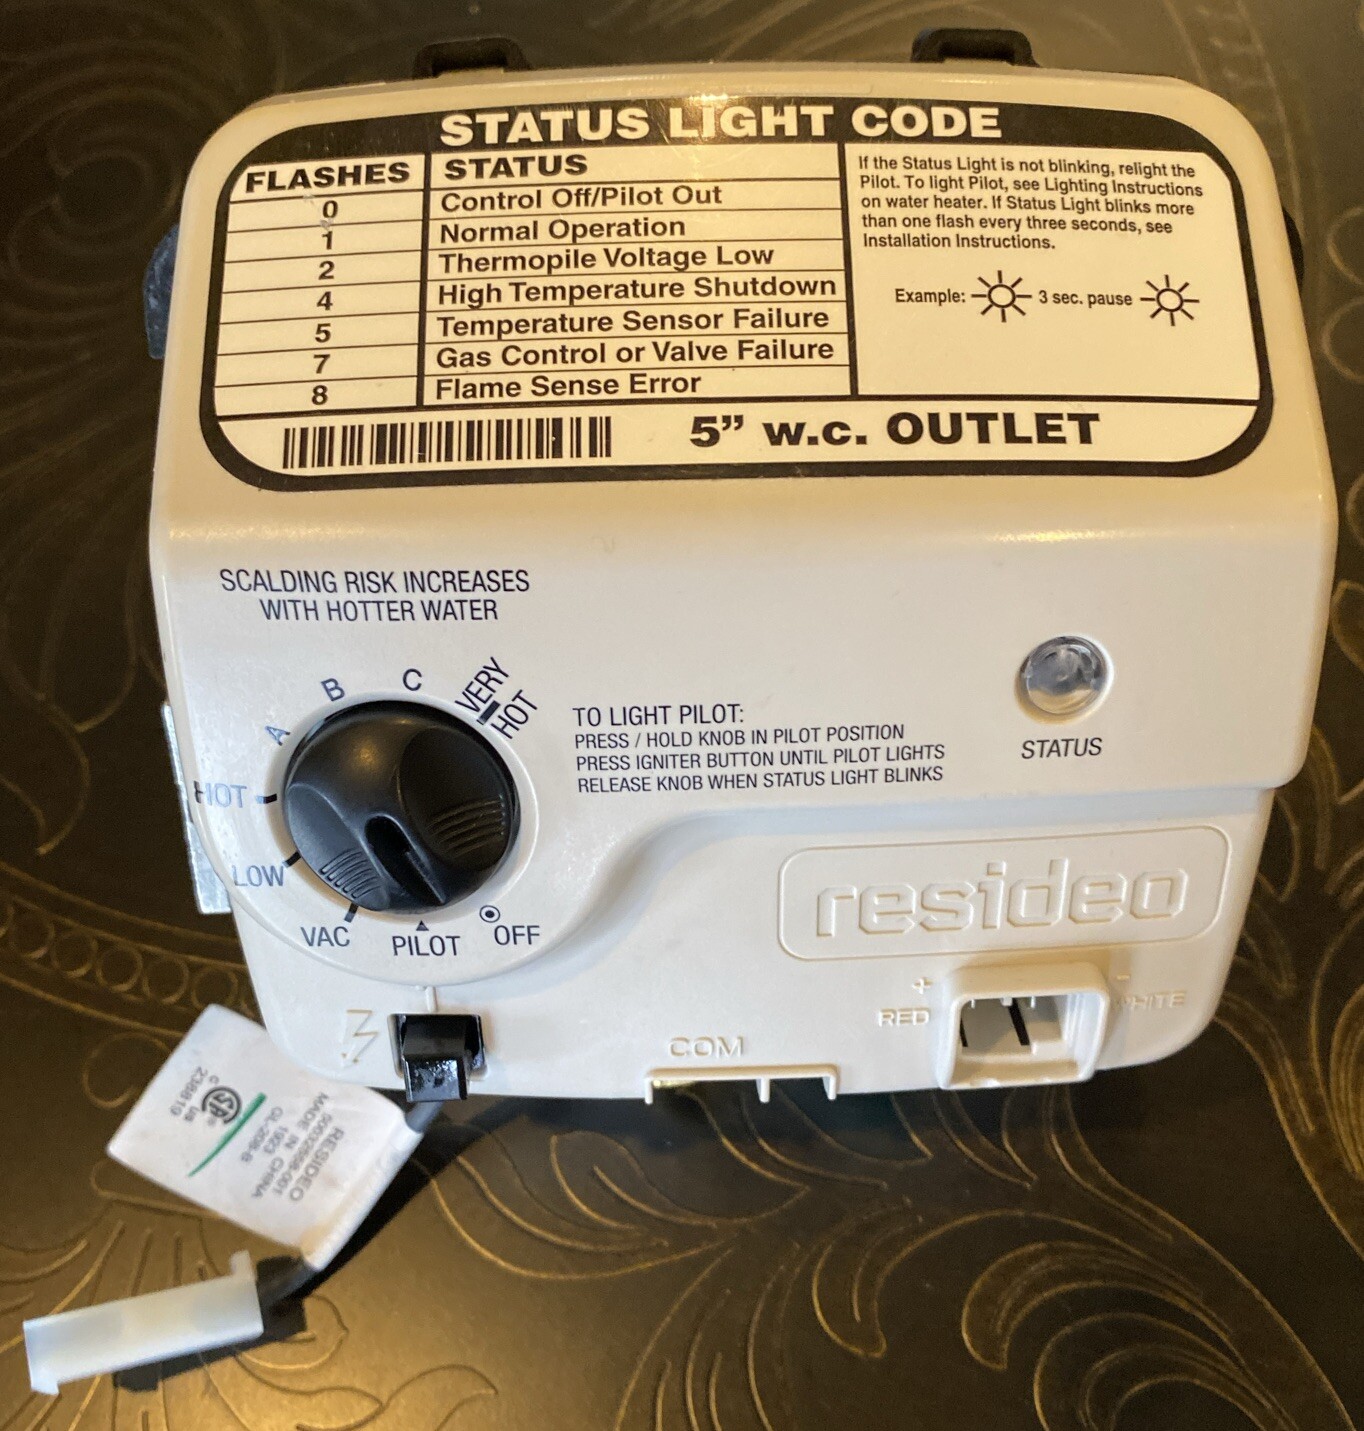 STATUS LIGHT CODE
FLASHES STATUS
0 Control Off/Pilot Out
1 Normal Operation
2 Thermopile Voltage Low
4 High Temperature Shutdown
5 Temperature Sensor Failure
7 Gas Control or Valve Failure
8 Flame Sense Error
If the Status Light is not blinking, relight the
Pilot. To light Pilot, see Lighting Instructions
on water heater. If Status Light blinks more
than one flash every three seconds, see
Installation Instructions.
Example: 3 sec. pause
5” w.c. OUTLET
SCALDING RISK INCREASES
WITH HOTTER WATER
VERY
HOT
C
B
A
HOT
LOW
VAC
PILOT
OFF
TO LIGHT PILOT:
PRESS / HOLD KNOB IN PILOT POSITION
PRESS IGNITER BUTTON UNTIL PILOT LIGHTS
RELEASE KNOB WHEN STATUS LIGHT BLINKS
STATUS
resideo
+ -
RED WHITE
COM
RESIDEO
MADE IN CHINA
1923
C US
238819